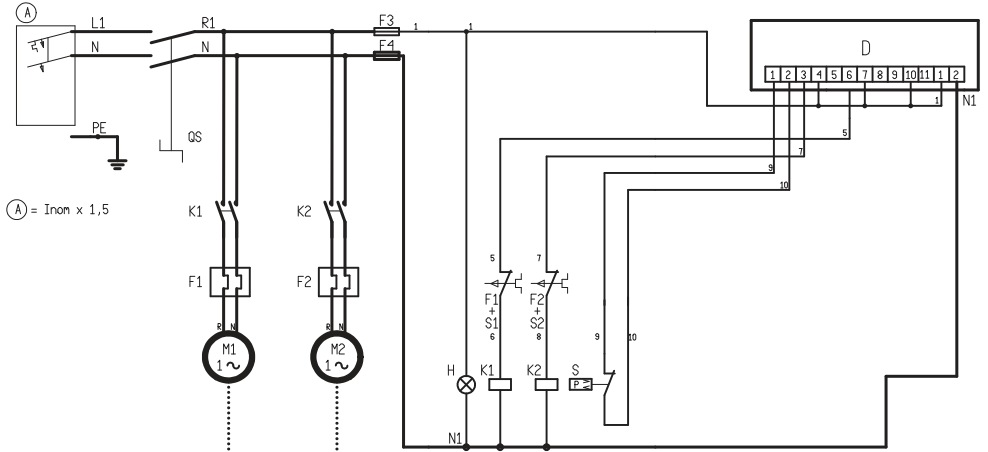 A
L1
R1
F3
1
1
N
N
F4
D
1 2 3 4 5 6 7 8 9 10 11 1 2
1
N1
PE
QS
5
7
9
10
A = Inom x 1,5
K1
K2
5
7
F1
F2
F1
+
S1
F2
+
S2
R N
R N
6
8
9
10
M1
1 ~
M2
1 ~
H
K1
K2
S
P
N1